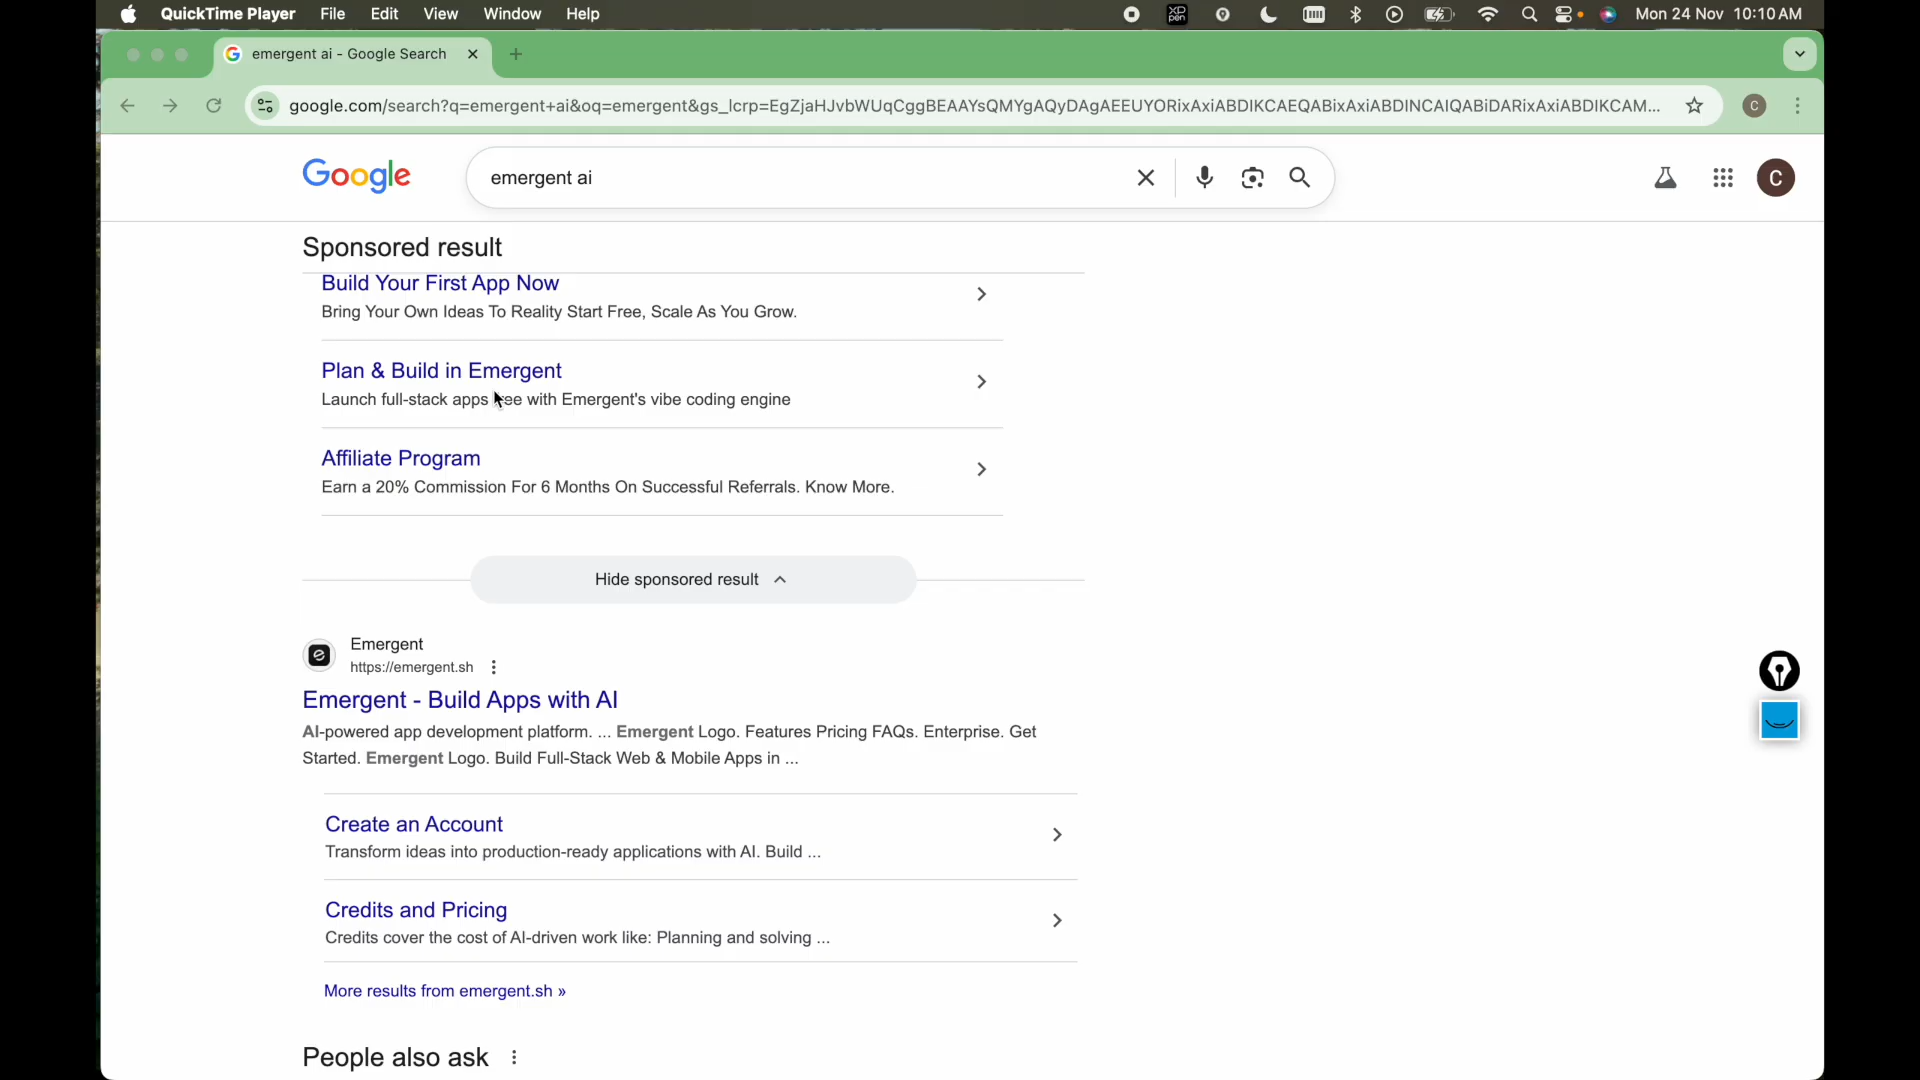 QuickTime Player File Edit View Window Help Mon 24 Nov 10:10 AM
emergent ai - Google Search
google.com/search?q=emergent+ai&oq=emergent&gs_lcrp=EgZjaHJvbWUqCggBEAAYsQMYgAQyDAgAEEUYORixAxiABDIKCAEQABixAxiABDINCAIQABiDARixAxiABDIKCAM...
C
Google
emergent ai
C
Sponsored result
Build Your First App Now
Bring Your Own Ideas To Reality Start Free, Scale As You Grow.
Plan & Build in Emergent
Launch full-stack apps free with Emergent's vibe coding engine
Affiliate Program
Earn a 20% Commission For 6 Months On Successful Referrals. Know More.
Hide sponsored result
Emergent
https://emergent.sh
Emergent - Build Apps with AI
AI-powered app development platform. ... Emergent Logo. Features Pricing FAQs. Enterprise. Get
Started. Emergent Logo. Build Full-Stack Web & Mobile Apps in ...
Create an Account
Transform ideas into production-ready applications with AI. Build ...
Credits and Pricing
Credits cover the cost of AI-driven work like: Planning and solving ...
More results from emergent.sh »
People also ask